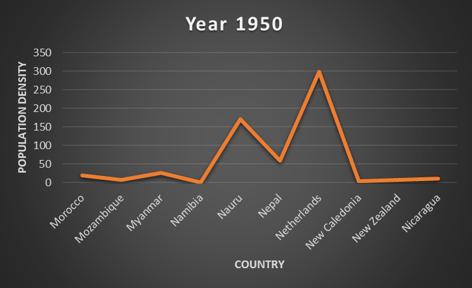 Year 1950
POPULATION DENSITY
350
300
250
200
150
100
50
0
Morocco
Mozambique
Myanmar
Namibia
Nauru
Nepal
Netherlands
New Caledonia
New Zealand
Nicaragua
COUNTRY